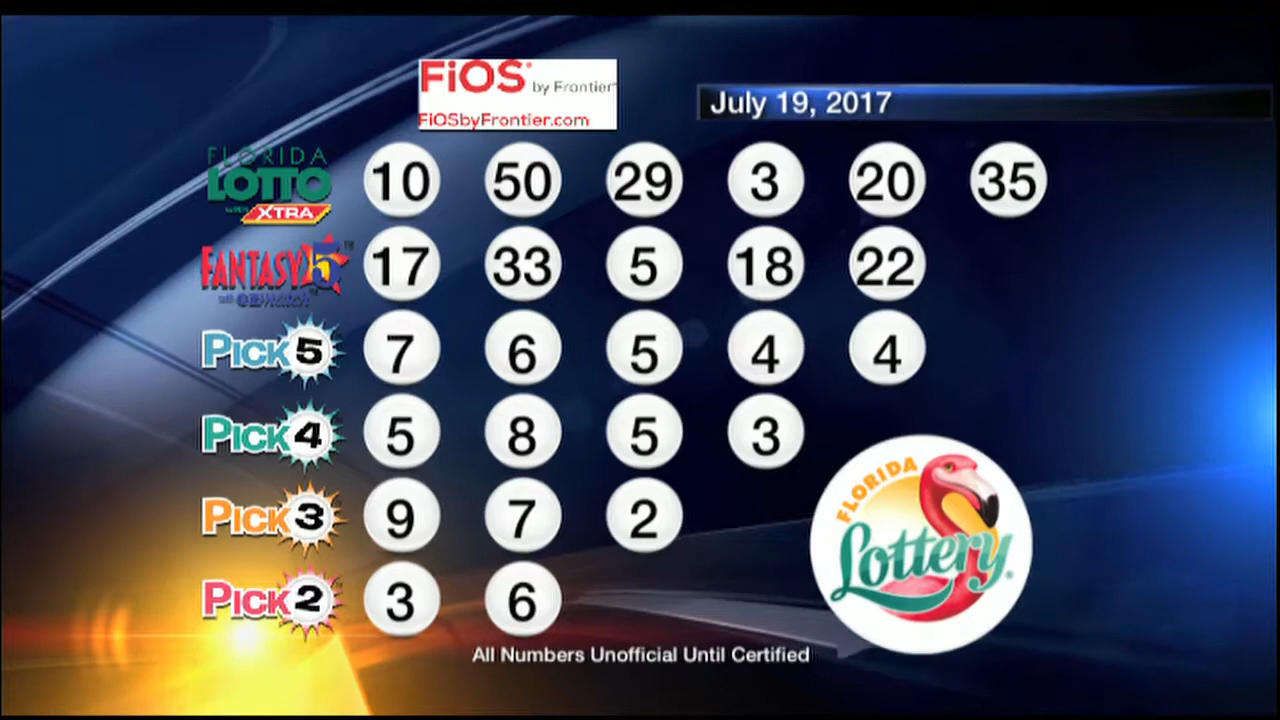 FiOS by Frontier
FiOSbyFrontier.com
July 19, 2017
FLORIDA
LOTTO
XTRA
10 50 29 3 20 35
FANTASY 5™
17 33 5 18 22
PICK 5
7 6 5 4 4
PICK 4
5 8 5 3
PICK 3
9 7 2
PICK 2
3 6
FLORIDA
Lottery®
All Numbers Unofficial Until Certified